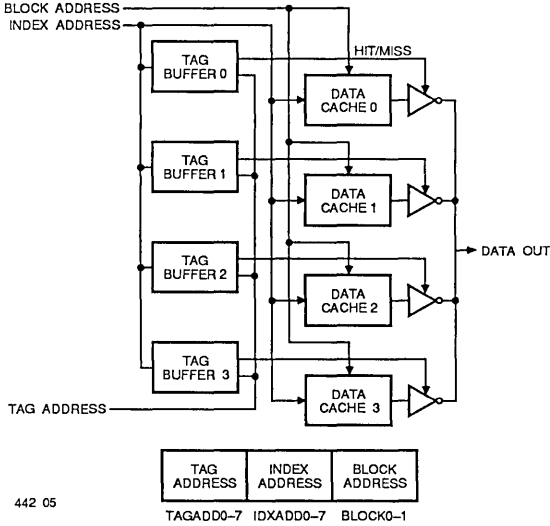 BLOCK ADDRESS
INDEX ADDRESS
HIT/MISS
TAG
BUFFER 0
DATA
CACHE 0
TAG
BUFFER 1
DATA
CACHE 1
DATA OUT
TAG
BUFFER 2
DATA
CACHE 2
TAG
BUFFER 3
DATA
CACHE 3
TAG ADDRESS
TAG
ADDRESS
INDEX
ADDRESS
BLOCK
ADDRESS
442 05
TAGADD0–7 IDXADD0–7 BLOCK0–1